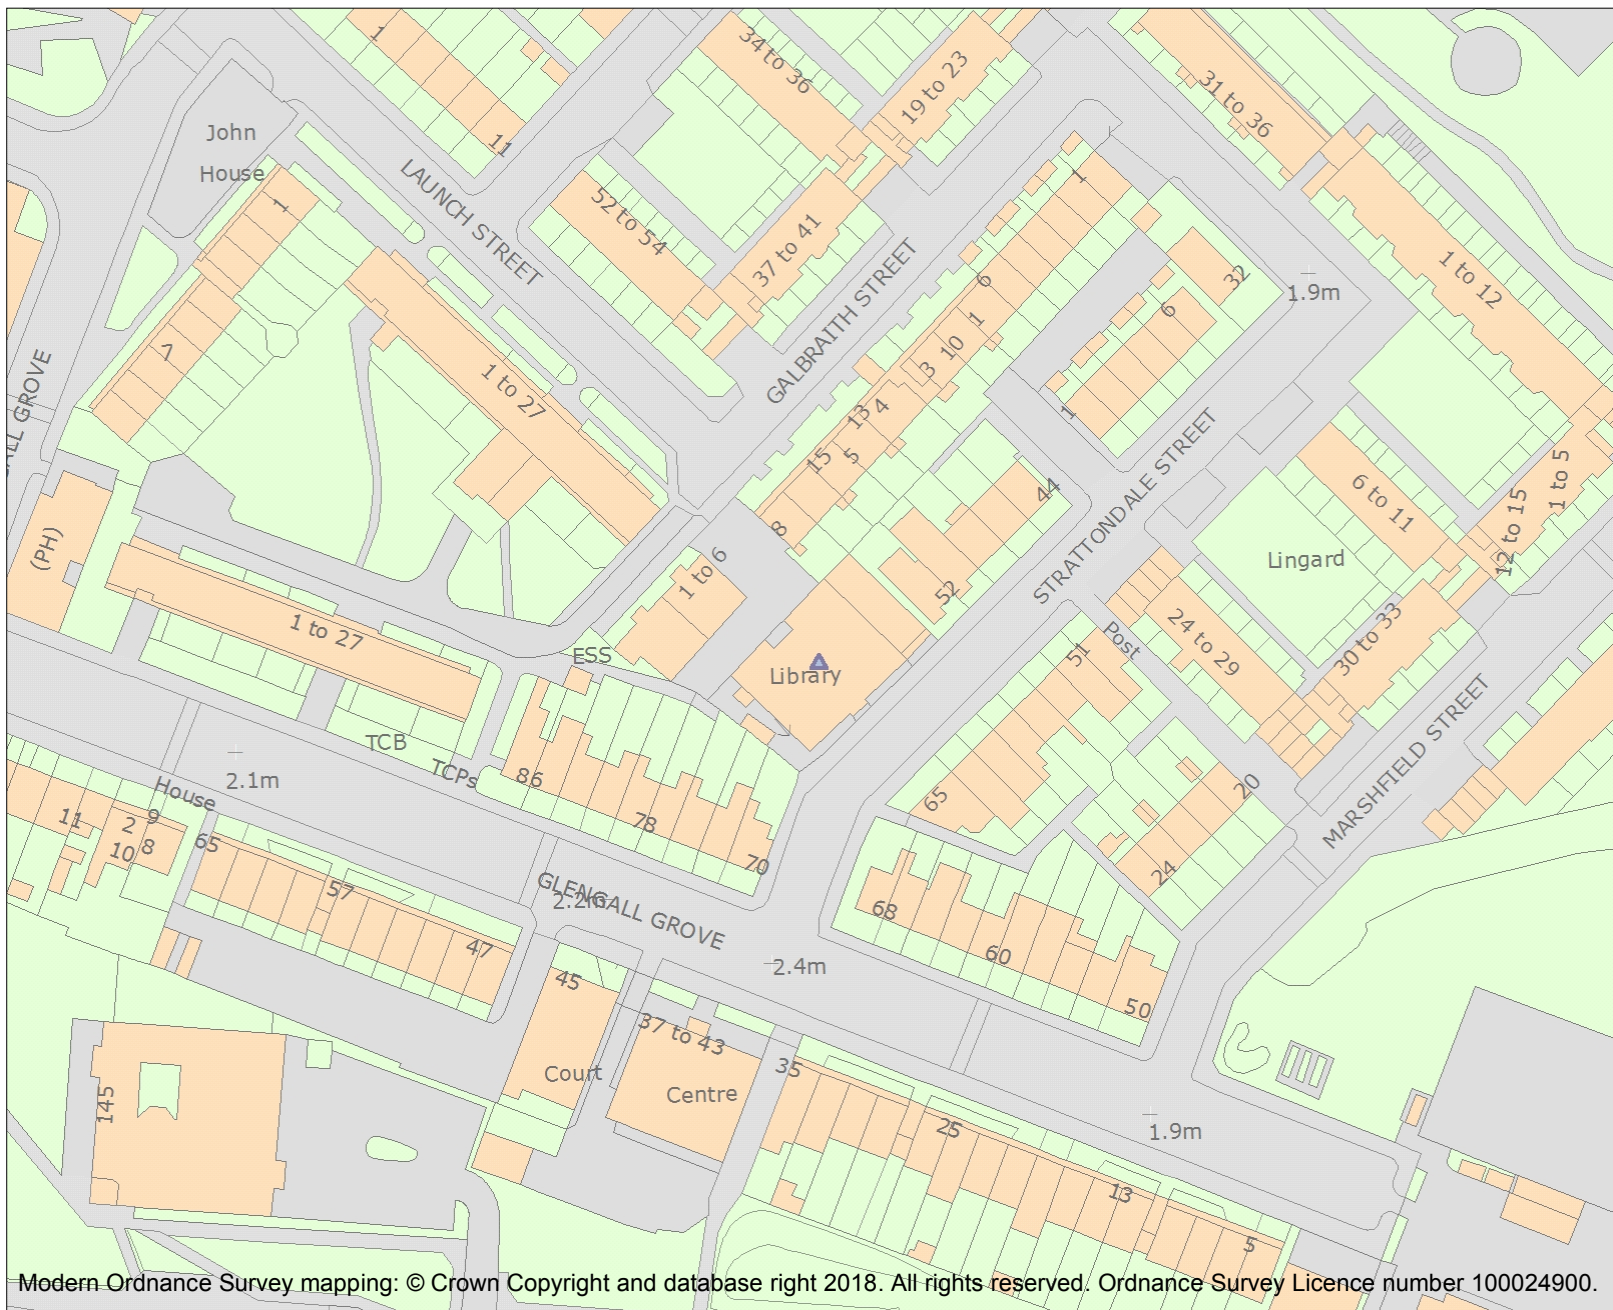 1
34 to 36
19 to 23
31 to 36
John
House
11
LAUNCH STREET
1
52 to 54
37 to 41
1
GALBRAITH STREET
32
1.9m
1 to 12
6
6
1
10
3
7
1 to 27
4
13
5
15
1
STRATTONDALE STREET
44
8
6 to 11
1 to 5
12 to 15
Lingard
ALL GROVE
(PH)
1 to 6
52
1 to 27
ESS
Library
51
Post
24 to 29
30 to 33
MARSHFIELD STREET
TCB
TCPs
86
78
70
65
20
24
2.1m
House
11
2
9
10
8
65
57
47
GLENGALL GROVE
2.2m
2.4m
68
60
50
45
37 to 43
Court
Centre
145
35
25
13
5
1.9m
Modern Ordnance Survey mapping: © Crown Copyright and database right 2018. All rights reserved. Ordnance Survey Licence number 100024900.